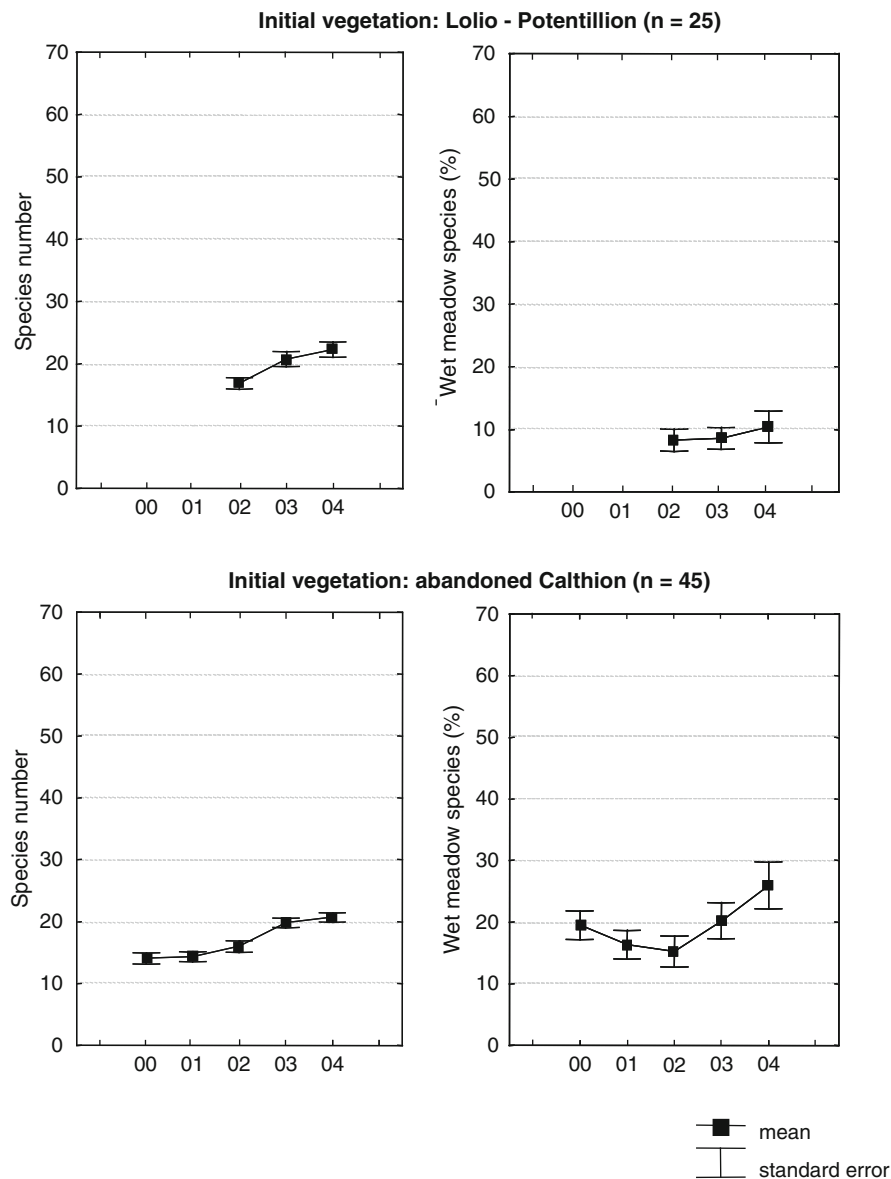 Initial vegetation: Lolio - Potentillion (n = 25)
70
60
50
40
30
20
10
0
Species number
00 01 02 03 04
70
60
50
40
30
20
10
0
Wet meadow species (%)
00 01 02 03 04
Initial vegetation: abandoned Calthion (n = 45)
70
60
50
40
30
20
10
0
Species number
00 01 02 03 04
70
60
50
40
30
20
10
0
Wet meadow species (%)
00 01 02 03 04
mean
standard error